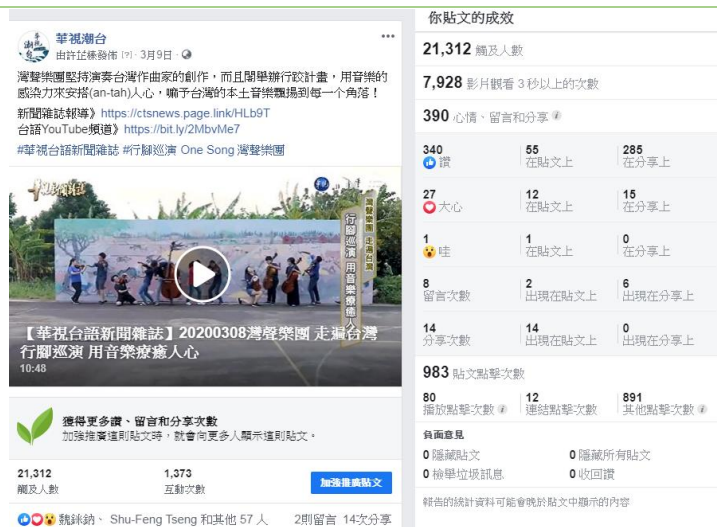 華視潮台
由許芷榛發佈 [?] · 3月9日 ·
灣聲樂團堅持演奏台灣作曲家的創作，而且閣舉辦行跤計畫，用音樂的
感染力來安搭(an-tah)人心，嘛予台灣的本土音樂飄揚到每一个角落！
新聞雜誌報導》https://ctsnews.page.link/HLb9T
台語YouTube頻道》https://bit.ly/2MbvMe7
#華視台語新聞雜誌 #行腳巡演 One Song 灣聲樂團
灣聲樂團 走遍台灣
行腳巡演 用音樂療癒人心
【華視台語新聞雜誌】20200308灣聲樂團 走遍台灣
行腳巡演 用音樂療癒人心
10:48
獲得更多讚、留言和分享次數
加強推廣這則貼文時，就會向更多人顯示這則貼文。
21,312 1,373
觸及人數 互動次數
加強推廣貼文
魏銤鈉、 Shu-Feng Tseng 和其他 57 人 2則留言 14次分享
你貼文的成效
21,312 觸及人數
7,928 影片觀看 3 秒以上的次數
390 心情、留言和分享
340 55 285
讚 在貼文上 在分享上
27 12 15
大心 在貼文上 在分享上
1 1 0
哇 在貼文上 在分享上
8 2 6
留言次數 出現在貼文上 出現在分享上
14 14 0
分享次數 出現在貼文上 出現在分享上
983 貼文點擊次數
80 12 891
播放點擊次數 連結點擊次數 其他點擊次數
負面意見
0 隱藏貼文 0 隱藏所有貼文
0 檢舉垃圾訊息 0 收回讚
報告的統計資料可能會晚於貼文中顯示的內容